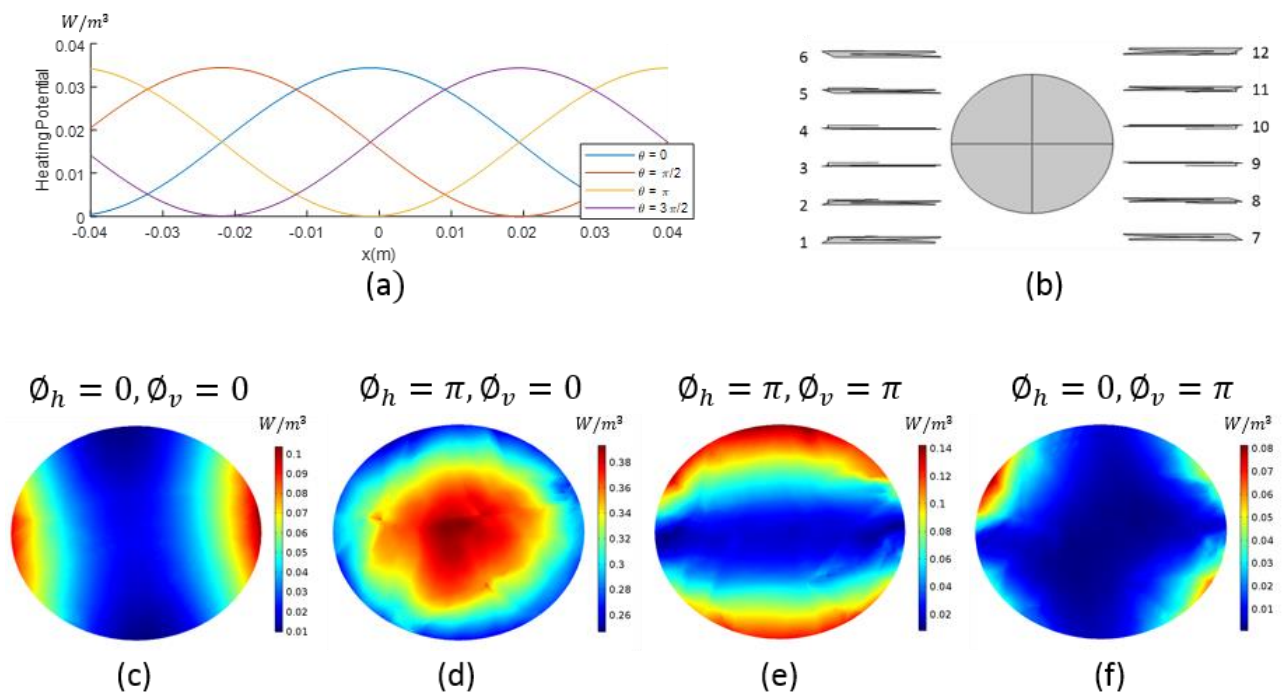 W/m³
0.04
0.03
0.02
0.01
0
Heating Potential
-0.04 -0.03 -0.02 -0.01 0 0.01 0.02 0.03 0.04
x(m)
θ = 0
θ = π/2
θ = π
θ = 3π/2
(a)
6
5
4
3
2
1
12
11
10
9
8
7
(b)
∅h = 0, ∅v = 0
W/m³
0.1
0.09
0.08
0.07
0.06
0.05
0.04
0.03
0.02
0.01
(c)
∅h = π, ∅v = 0
W/m³
0.38
0.36
0.34
0.32
0.3
0.28
0.26
(d)
∅h = π, ∅v = π
W/m³
0.14
0.12
0.1
0.08
0.06
0.04
0.02
(e)
∅h = 0, ∅v = π
W/m³
0.08
0.07
0.06
0.05
0.04
0.03
0.02
0.01
(f)